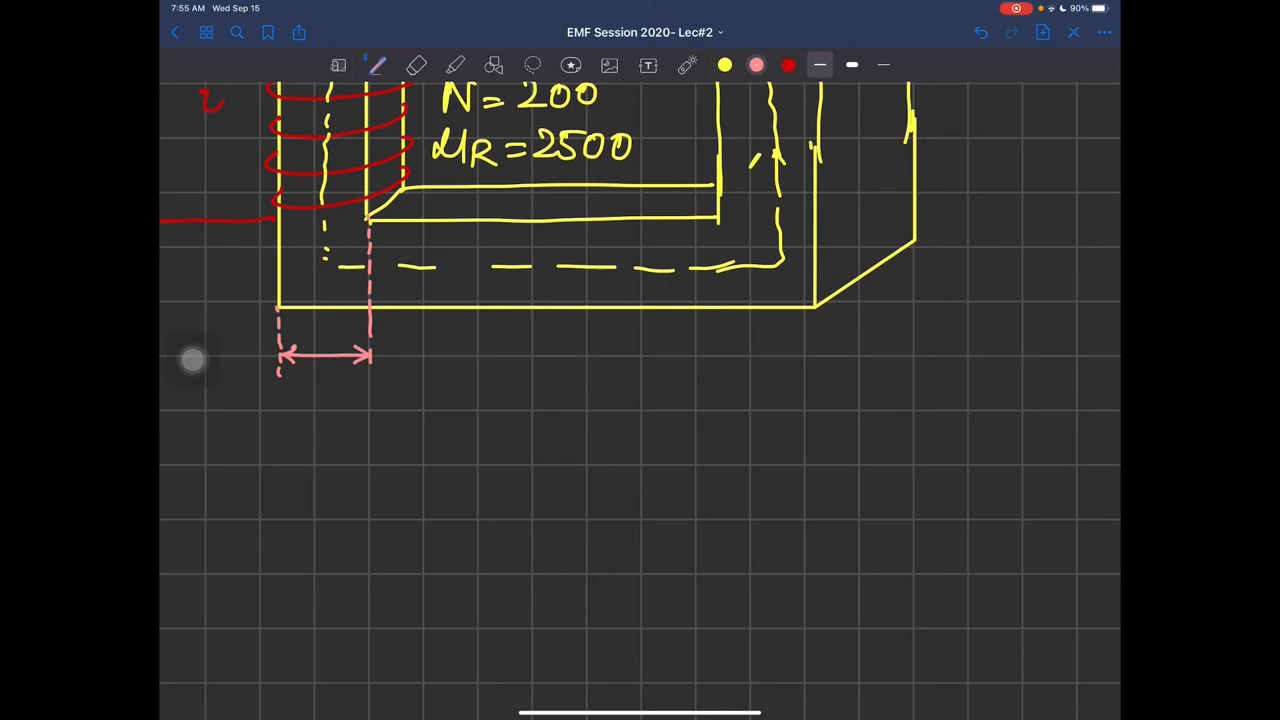 7:55 AM Wed Sep 15
90%
EMF Session 2020- Lec#2
T
i
N = 200
μR = 2500